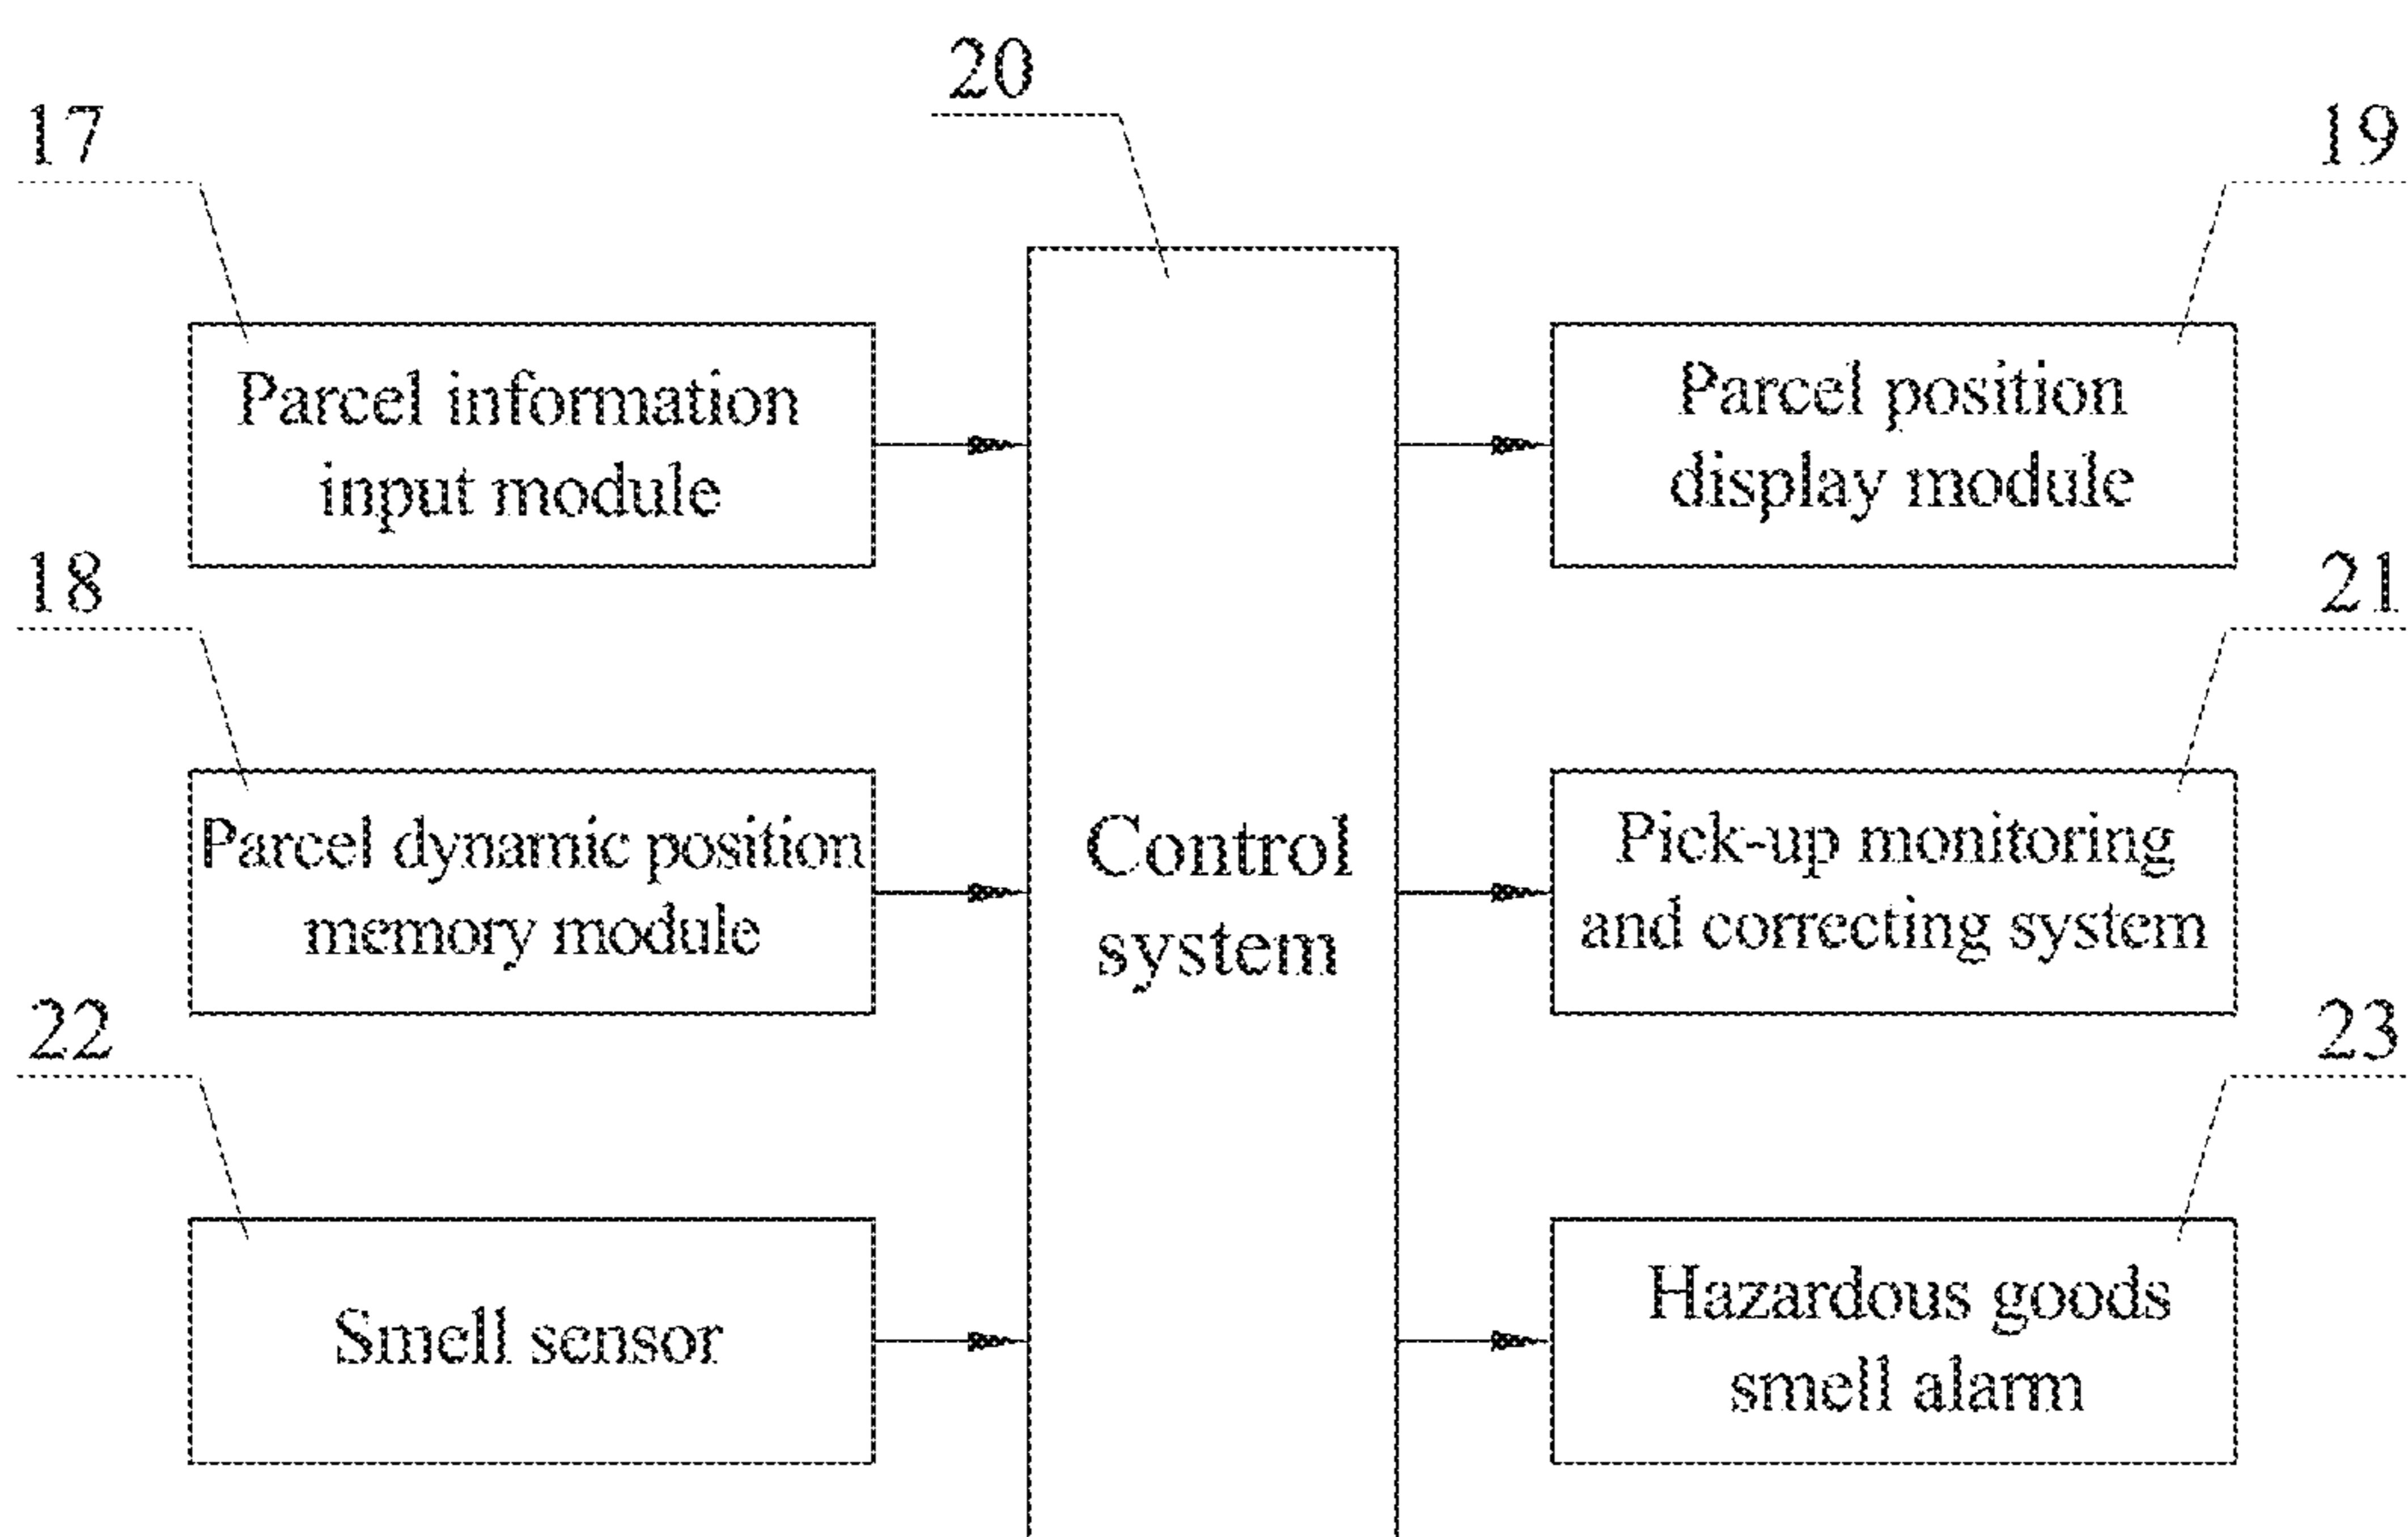 20
17
19
Parcel information
input module
Parcel position
display module
18
21
Parcel dynamic position
memory module
Control
system
Pick-up monitoring
and correcting system
22
23
Smell sensor
Hazardous goods
smell alarm